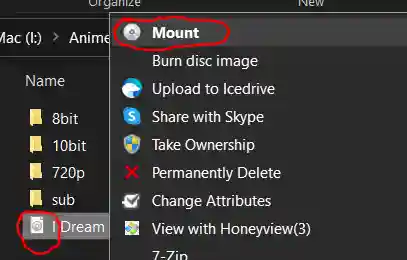 Organize
New
Mac (I:)
Anime
Name
8bit
10bit
720p
sub
I Dream
Mount
Burn disc image
Upload to Icedrive
Share with Skype
Take Ownership
Permanently Delete
Change Attributes
View with Honeyview(3)
7-Zip